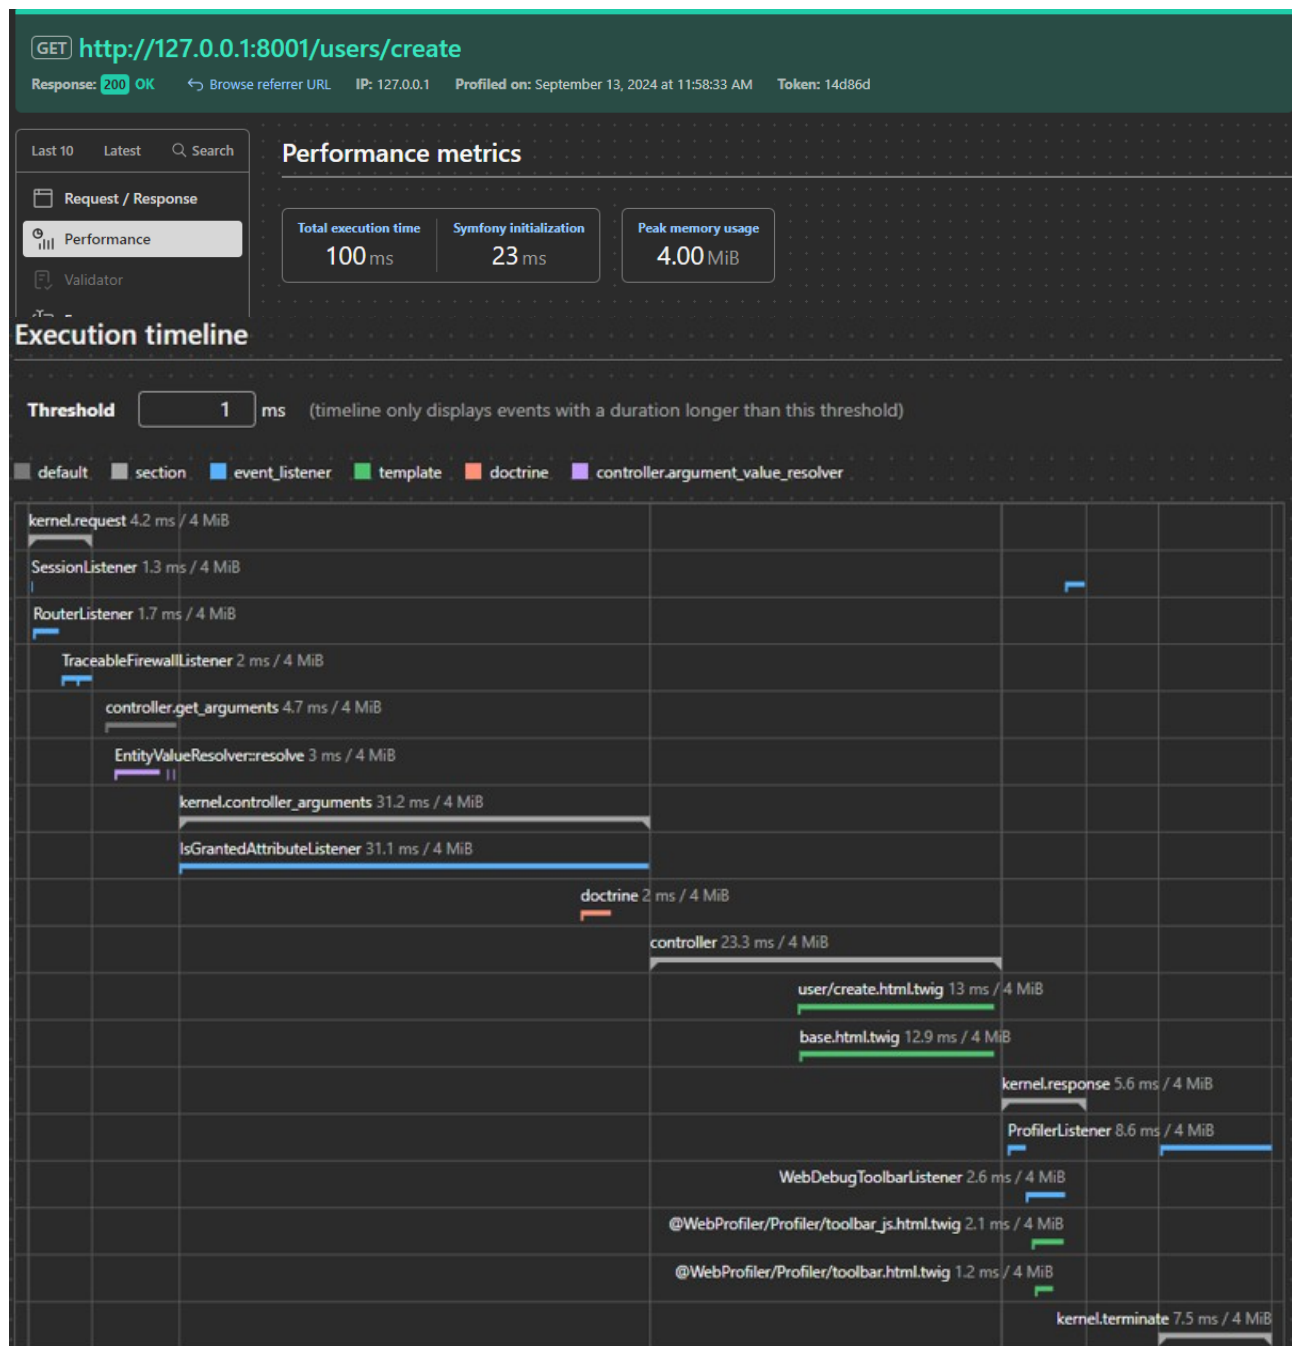 GET http://127.0.0.1:8001/users/create
Response: 200 OK Browse referrer URL IP: 127.0.0.1 Profiled on: September 13, 2024 at 11:58:33 AM Token: 14d86d
Last 10 Latest Search
Request / Response
Performance
Validator
Performance metrics
Total execution time Symfony initialization Peak memory usage
100 ms 23 ms 4.00 MiB
Execution timeline
Threshold 1 ms (timeline only displays events with a duration longer than this threshold)
default section event_listener template doctrine controller.argument_value_resolver
kernel.request 4.2 ms / 4 MiB
SessionListener 1.3 ms / 4 MiB
RouterListener 1.7 ms / 4 MiB
TraceableFirewallListener 2 ms / 4 MiB
controller.get_arguments 4.7 ms / 4 MiB
EntityValueResolver::resolve 3 ms / 4 MiB
kernel.controller_arguments 31.2 ms / 4 MiB
IsGrantedAttributeListener 31.1 ms / 4 MiB
doctrine 2 ms / 4 MiB
controller 23.3 ms / 4 MiB
user/create.html.twig 13 ms / 4 MiB
base.html.twig 12.9 ms / 4 MiB
kernel.response 5.6 ms / 4 MiB
ProfilerListener 8.6 ms / 4 MiB
WebDebugToolbarListener 2.6 ms / 4 MiB
@WebProfiler/Profiler/toolbar_js.html.twig 2.1 ms / 4 MiB
@WebProfiler/Profiler/toolbar.html.twig 1.2 ms / 4 MiB
kernel.terminate 7.5 ms / 4 MiB